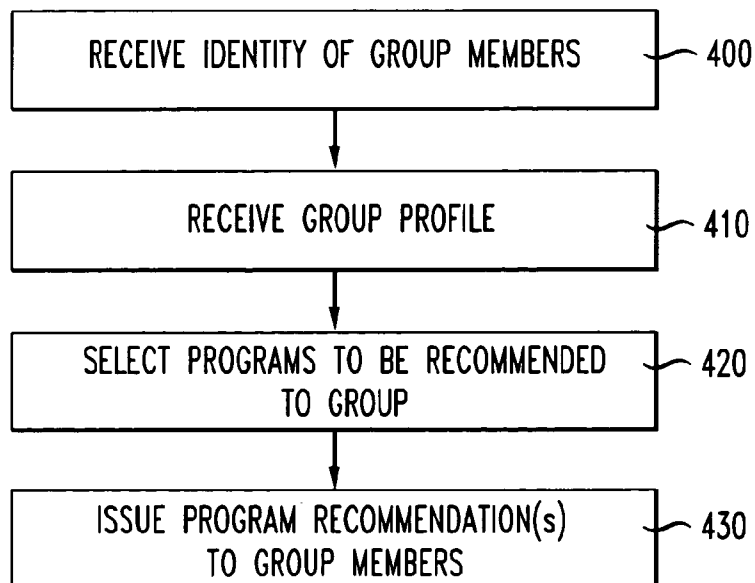 RECEIVE IDENTITY OF GROUP MEMBERS
400
RECEIVE GROUP PROFILE
410
SELECT PROGRAMS TO BE RECOMMENDED
TO GROUP
420
ISSUE PROGRAM RECOMMENDATION(s)
TO GROUP MEMBERS
430